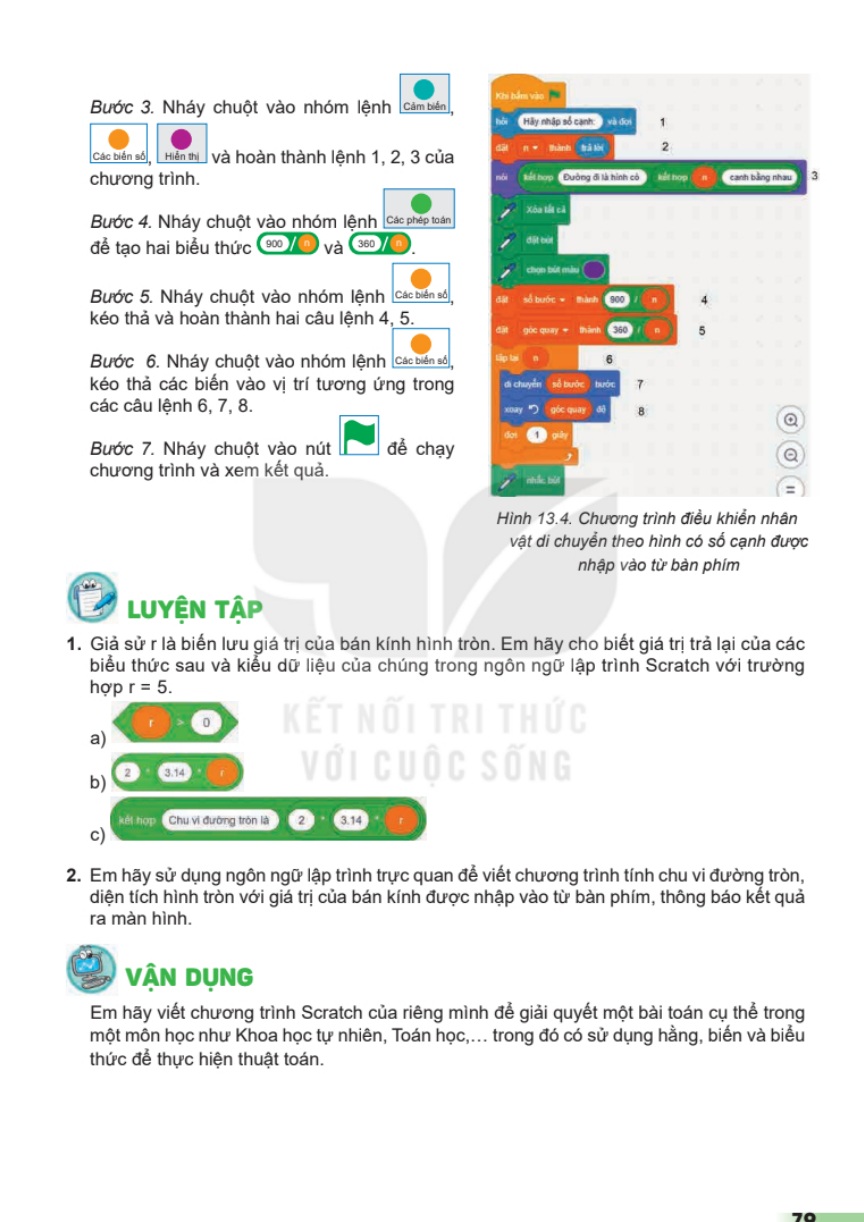 Bước 3. Nháy chuột vào nhóm lệnh Cảm biến,
Các biến số, Hiển thị và hoàn thành lệnh 1, 2, 3 của
chương trình.
Bước 4. Nháy chuột vào nhóm lệnh Các phép toán
để tạo hai biểu thức 900 / n và 360 / n.
Bước 5. Nháy chuột vào nhóm lệnh Các biến số,
kéo thả và hoàn thành hai câu lệnh 4, 5.
Bước 6. Nháy chuột vào nhóm lệnh Các biến số,
kéo thả các biến vào vị trí tương ứng trong
các câu lệnh 6, 7, 8.
Bước 7. Nháy chuột vào nút để chạy
chương trình và xem kết quả.
Khi bấm vào
hỏi Hãy nhập số cạnh: và đợi 1
đặt n thành trả lời 2
nói kết hợp Đường đi là hình có kết hợp n cạnh bằng nhau 3
Xóa tất cả
đặt bút
chọn bút màu
đặt số bước thành 900 / n 4
đặt góc quay thành 360 / n 5
lặp lại n 6
di chuyển số bước bước 7
xoay góc quay độ 8
đợi 1 giây
nhấc bút
Hình 13.4. Chương trình điều khiển nhân
vật di chuyển theo hình có số cạnh được
nhập vào từ bàn phím
LUYỆN TẬP
1. Giả sử r là biến lưu giá trị của bán kính hình tròn. Em hãy cho biết giá trị trả lại của các
biểu thức sau và kiểu dữ liệu của chúng trong ngôn ngữ lập trình Scratch với trường
hợp r = 5.
a) r > 0
b) 2 * 3.14 * r
c) kết hợp Chu vi đường tròn là 2 * 3.14 * r
KẾT NỐI TRI THỨC
VỚI CUỘC SỐNG
2. Em hãy sử dụng ngôn ngữ lập trình trực quan để viết chương trình tính chu vi đường tròn,
diện tích hình tròn với giá trị của bán kính được nhập vào từ bàn phím, thông báo kết quả
ra màn hình.
VẬN DỤNG
Em hãy viết chương trình Scratch của riêng mình để giải quyết một bài toán cụ thể trong
một môn học như Khoa học tự nhiên, Toán học,... trong đó có sử dụng hằng, biến và biểu
thức để thực hiện thuật toán.